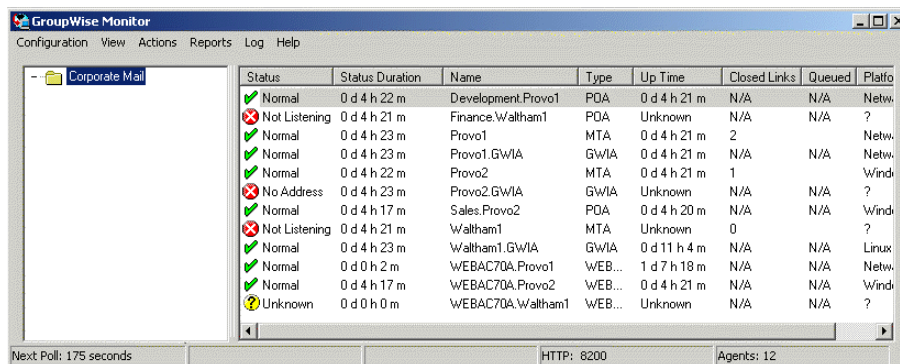 GroupWise Monitor
Configuration View Actions Reports Log Help
Corporate Mail
Status Status Duration Name Type Up Time Closed Links Queued Platfo
Normal 0 d 4 h 22 m Development.Provo1 POA 0 d 4 h 21 m N/A N/A Netw
Not Listening 0 d 4 h 21 m Finance.Waltham1 POA Unknown N/A N/A ?
Normal 0 d 4 h 23 m Provo1 MTA 0 d 4 h 21 m 2 Netw
Normal 0 d 4 h 23 m Provo1.GWIA GWIA 0 d 4 h 21 m N/A N/A Netw
Normal 0 d 4 h 22 m Provo2 MTA 0 d 4 h 21 m 1 Wind
No Address 0 d 4 h 23 m Provo2.GWIA GWIA Unknown N/A N/A ?
Normal 0 d 4 h 17 m Sales.Provo2 POA 0 d 4 h 20 m N/A N/A Wind
Not Listening 0 d 4 h 21 m Waltham1 MTA Unknown 0 ?
Normal 0 d 4 h 23 m Waltham1.GWIA GWIA 0 d 11 h 4 m N/A N/A Linux
Normal 0 d 0 h 2 m WEBAC70A.Provo1 WEB... 1 d 7 h 18 m N/A N/A Netw
Normal 0 d 4 h 17 m WEBAC70A.Provo2 WEB... 0 d 4 h 21 m N/A N/A Wind
Unknown 0 d 0 h 0 m WEBAC70A.Waltham1 WEB... Unknown N/A N/A ?
Next Poll: 175 seconds HTTP: 8200 Agents: 12